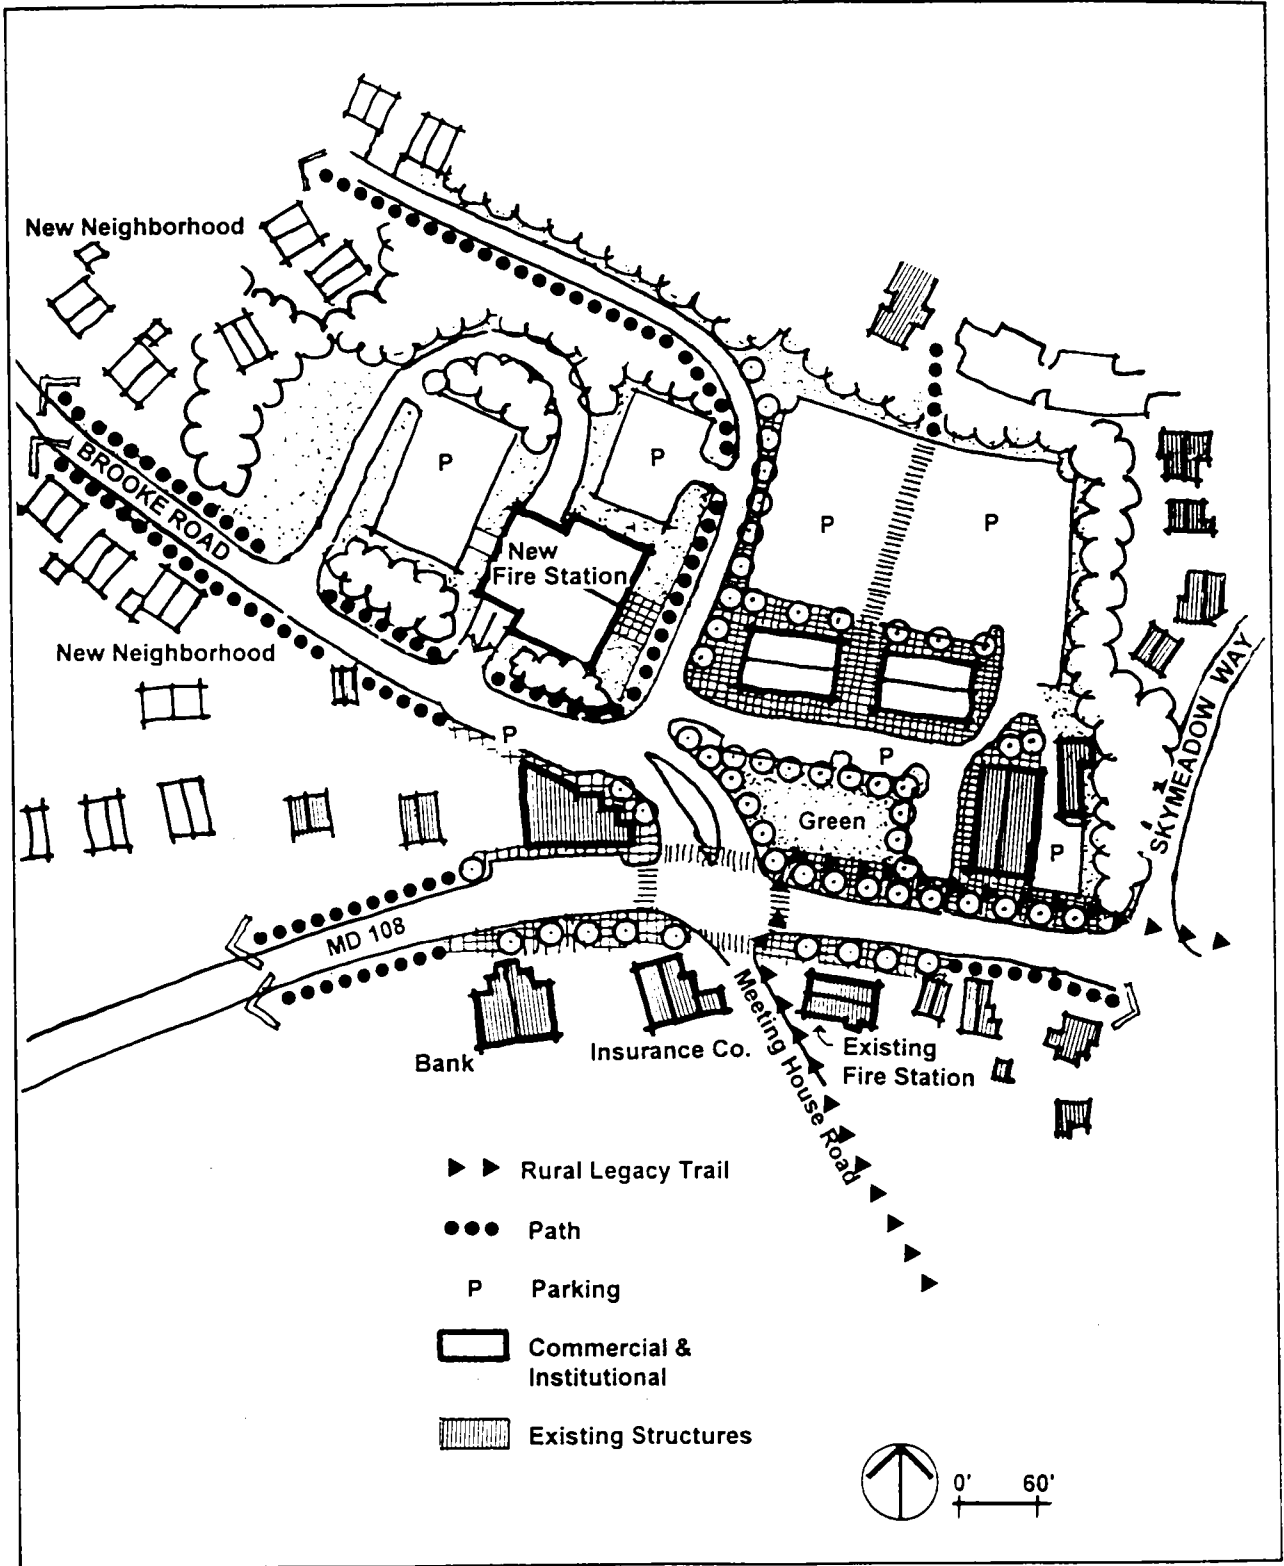 New Neighborhood
BROOKE ROAD
P
P
P
P
New
Fire Station
New Neighborhood
SKYMEADOW WAY
P
P
Green
P
MD 108
Meeting House Road
Bank
Insurance Co.
Existing
Fire Station
Rural Legacy Trail
Path
P Parking
Commercial &
Institutional
Existing Structures
0' 60'